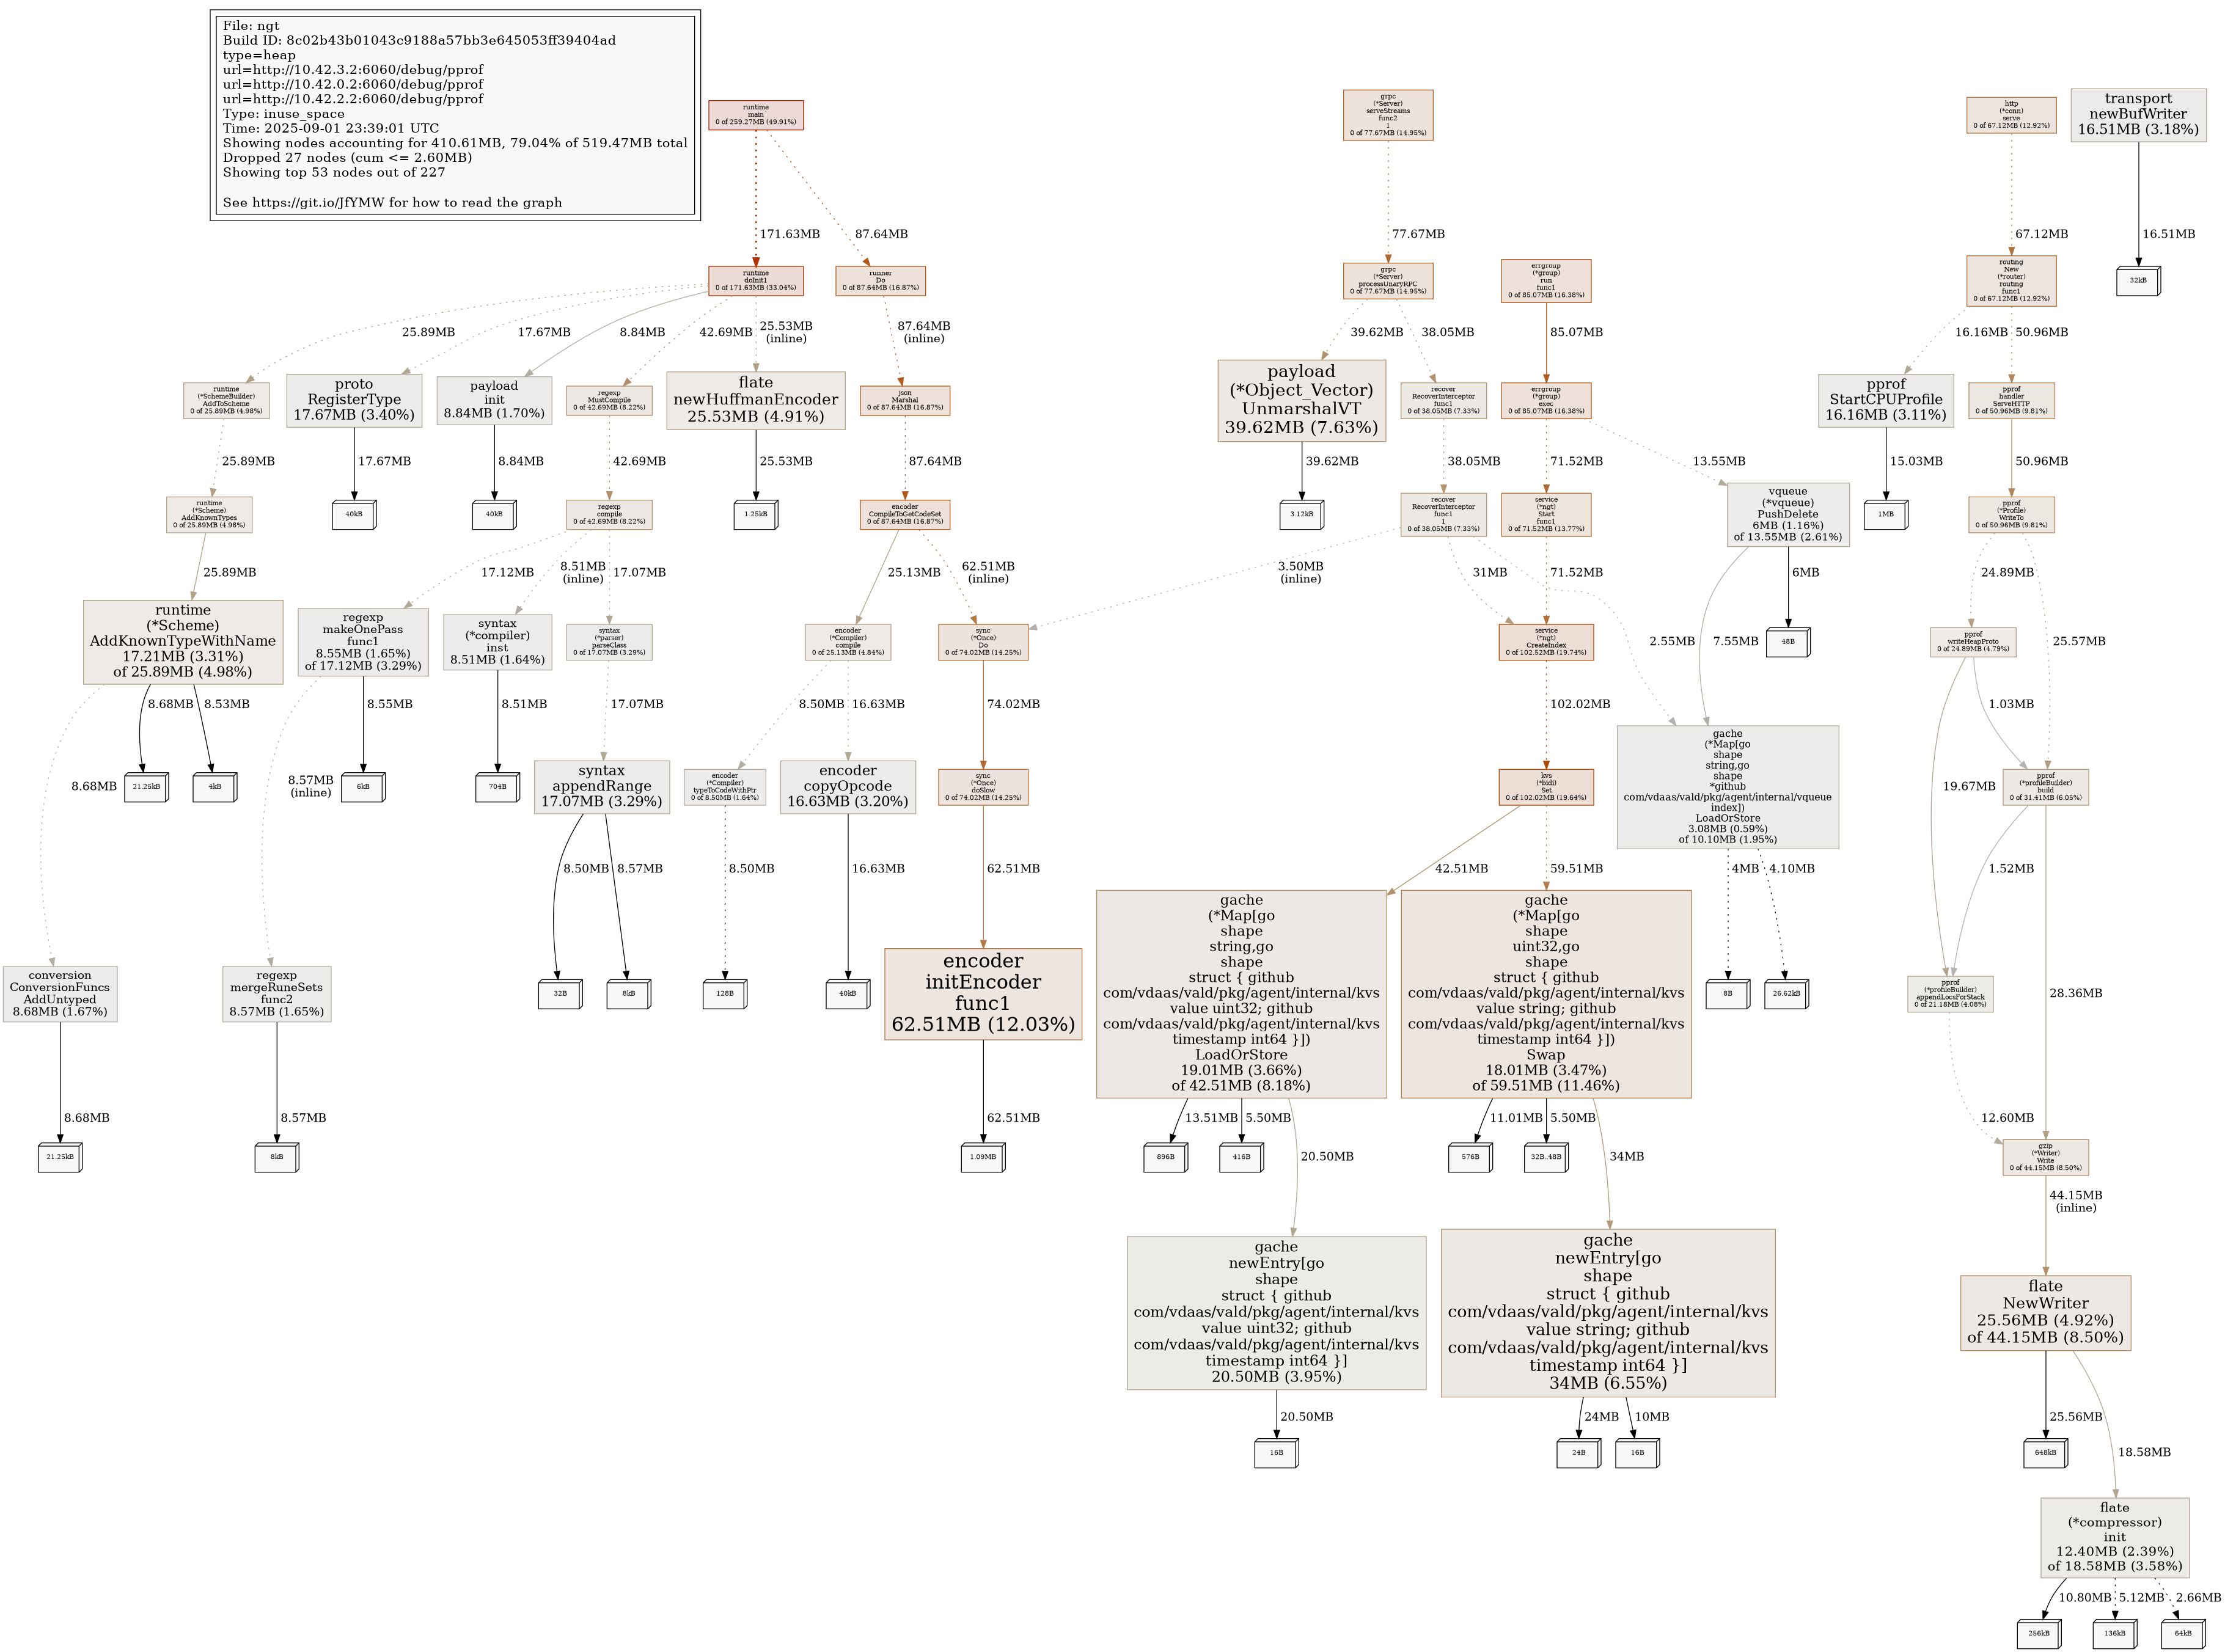 File: ngt
Build ID: 8c02b43b01043c9188a57bb3e645053ff39404ad
type=heap
url=http://10.42.3.2:6060/debug/pprof
url=http://10.42.0.2:6060/debug/pprof
url=http://10.42.2.2:6060/debug/pprof
Type: inuse_space
Time: 2025-09-01 23:39:01 UTC
Showing nodes accounting for 410.61MB, 79.04% of 519.47MB total
Dropped 27 nodes (cum <= 2.60MB)
Showing top 53 nodes out of 227
See https://git.io/JfYMW for how to read the graph
runtime
main
0 of 259.27MB (49.91%)
grpc
(*Server)
serveStreams
func2
1
0 of 77.67MB (14.95%)
http
(*conn)
serve
0 of 67.12MB (12.92%)
transport
newBufWriter
16.51MB (3.18%)
171.63MB
87.64MB
77.67MB
67.12MB
16.51MB
runtime
doInit1
0 of 171.63MB (33.04%)
runner
Do
0 of 87.64MB (16.87%)
grpc
(*Server)
processUnaryRPC
0 of 77.67MB (14.95%)
errgroup
(*group)
run
func1
0 of 85.07MB (16.38%)
routing
New
(*router)
routing
func1
0 of 67.12MB (12.92%)
32kB
25.89MB
17.67MB
8.84MB
42.69MB
25.53MB
(inline)
87.64MB
(inline)
39.62MB
38.05MB
85.07MB
16.16MB
50.96MB
runtime
(*SchemeBuilder)
AddToScheme
0 of 25.89MB (4.98%)
proto
RegisterType
17.67MB (3.40%)
payload
init
8.84MB (1.70%)
regexp
MustCompile
0 of 42.69MB (8.22%)
flate
newHuffmanEncoder
25.53MB (4.91%)
json
Marshal
0 of 87.64MB (16.87%)
payload
(*Object_Vector)
UnmarshalVT
39.62MB (7.63%)
recover
RecoverInterceptor
func1
0 of 38.05MB (7.33%)
errgroup
(*group)
exec
0 of 85.07MB (16.38%)
pprof
StartCPUProfile
16.16MB (3.11%)
pprof
handler
ServeHTTP
0 of 50.96MB (9.81%)
25.89MB
17.67MB
8.84MB
42.69MB
25.53MB
87.64MB
39.62MB
38.05MB
71.52MB
13.55MB
15.03MB
50.96MB
runtime
(*Scheme)
AddKnownTypes
0 of 25.89MB (4.98%)
40kB
40kB
regexp
compile
0 of 42.69MB (8.22%)
1.25kB
encoder
CompileToGetCodeSet
0 of 87.64MB (16.87%)
3.12kB
recover
RecoverInterceptor
func1
1
0 of 38.05MB (7.33%)
service
(*ngt)
Start
func1
0 of 71.52MB (13.77%)
vqueue
(*vqueue)
PushDelete
6MB (1.16%)
of 13.55MB (2.61%)
1MB
pprof
(*Profile)
WriteTo
0 of 50.96MB (9.81%)
25.89MB
17.12MB
8.51MB
(inline)
17.07MB
25.13MB
62.51MB
(inline)
3.50MB
(inline)
31MB
71.52MB
2.55MB
7.55MB
6MB
24.89MB
25.57MB
runtime
(*Scheme)
AddKnownTypeWithName
17.21MB (3.31%)
of 25.89MB (4.98%)
regexp
makeOnePass
func1
8.55MB (1.65%)
of 17.12MB (3.29%)
syntax
(*compiler)
inst
8.51MB (1.64%)
syntax
(*parser)
parseClass
0 of 17.07MB (3.29%)
encoder
(*Compiler)
compile
0 of 25.13MB (4.84%)
sync
(*Once)
Do
0 of 74.02MB (14.25%)
service
(*ngt)
CreateIndex
0 of 102.52MB (19.74%)
48B
pprof
writeHeapProto
0 of 24.89MB (4.79%)
8.68MB
8.68MB
8.53MB
8.57MB
(inline)
8.55MB
8.51MB
17.07MB
8.50MB
16.63MB
74.02MB
102.02MB
19.67MB
1.03MB
21.25kB
4kB
6kB
704B
syntax
appendRange
17.07MB (3.29%)
encoder
(*Compiler)
typeToCodeWithPtr
0 of 8.50MB (1.64%)
encoder
copyOpcode
16.63MB (3.20%)
sync
(*Once)
doSlow
0 of 74.02MB (14.25%)
kvs
(*bidi)
Set
0 of 102.02MB (19.64%)
gache
(*Map[go
shape
string,go
shape
*github
com/vdaas/vald/pkg/agent/internal/vqueue
index])
LoadOrStore
3.08MB (0.59%)
of 10.10MB (1.95%)
pprof
(*profileBuilder)
build
0 of 31.41MB (6.05%)
8.50MB
8.57MB
8.50MB
16.63MB
62.51MB
42.51MB
59.51MB
4MB
4.10MB
1.52MB
28.36MB
conversion
ConversionFuncs
AddUntyped
8.68MB (1.67%)
regexp
mergeRuneSets
func2
8.57MB (1.65%)
32B
8kB
128B
40kB
encoder
initEncoder
func1
62.51MB (12.03%)
gache
(*Map[go
shape
string,go
shape
struct { github
com/vdaas/vald/pkg/agent/internal/kvs
value uint32; github
com/vdaas/vald/pkg/agent/internal/kvs
timestamp int64 }])
LoadOrStore
19.01MB (3.66%)
of 42.51MB (8.18%)
gache
(*Map[go
shape
uint32,go
shape
struct { github
com/vdaas/vald/pkg/agent/internal/kvs
value string; github
com/vdaas/vald/pkg/agent/internal/kvs
timestamp int64 }])
Swap
18.01MB (3.47%)
of 59.51MB (11.46%)
8B
26.62kB
pprof
(*profileBuilder)
appendLocsForStack
0 of 21.18MB (4.08%)
8.68MB
8.57MB
62.51MB
13.51MB
5.50MB
20.50MB
11.01MB
5.50MB
34MB
12.60MB
21.25kB
8kB
1.09MB
896B
416B
576B
32B..48B
gzip
(*Writer)
Write
0 of 44.15MB (8.50%)
44.15MB
(inline)
gache
newEntry[go
shape
struct { github
com/vdaas/vald/pkg/agent/internal/kvs
value uint32; github
com/vdaas/vald/pkg/agent/internal/kvs
timestamp int64 }]
20.50MB (3.95%)
gache
newEntry[go
shape
struct { github
com/vdaas/vald/pkg/agent/internal/kvs
value string; github
com/vdaas/vald/pkg/agent/internal/kvs
timestamp int64 }]
34MB (6.55%)
flate
NewWriter
25.56MB (4.92%)
of 44.15MB (8.50%)
20.50MB
24MB
10MB
25.56MB
18.58MB
16B
24B
16B
648kB
flate
(*compressor)
init
12.40MB (2.39%)
of 18.58MB (3.58%)
10.80MB
5.12MB
2.66MB
256kB
136kB
64kB